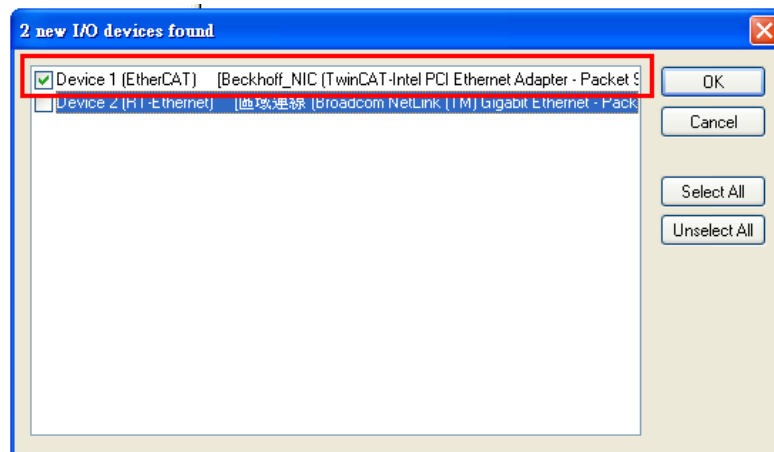 2 new I/O devices found
Device 1 (EtherCAT) [Beckhoff_NIC (TwinCAT-Intel PCI Ethernet Adapter - Packet S
Device 2 (RT-Ethernet) [區域連線 (Broadcom NetLink (TM) Gigabit Ethernet - Pack
OK
Cancel
Select All
Unselect All